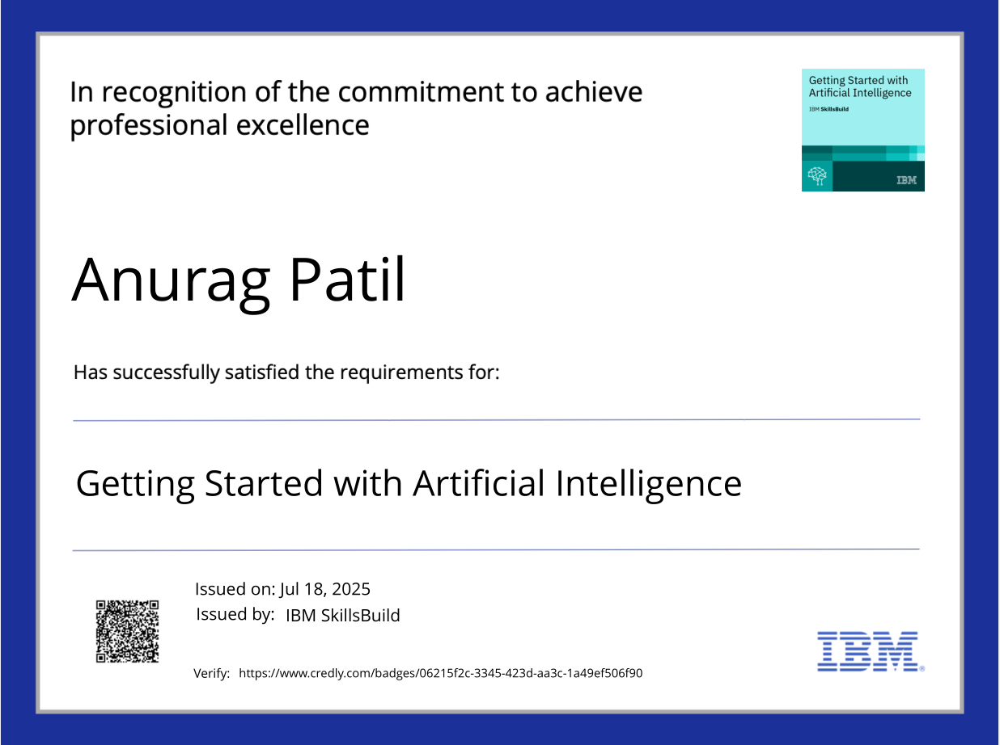 In recognition of the commitment to achieve
professional excellence
Getting Started with
Artificial Intelligence
IBM SkillsBuild
IBM
Anurag Patil
Has successfully satisfied the requirements for:
Getting Started with Artificial Intelligence
Issued on: Jul 18, 2025
Issued by: IBM SkillsBuild
IBM®
Verify: https://www.credly.com/badges/06215f2c-3345-423d-aa3c-1a49ef506f90